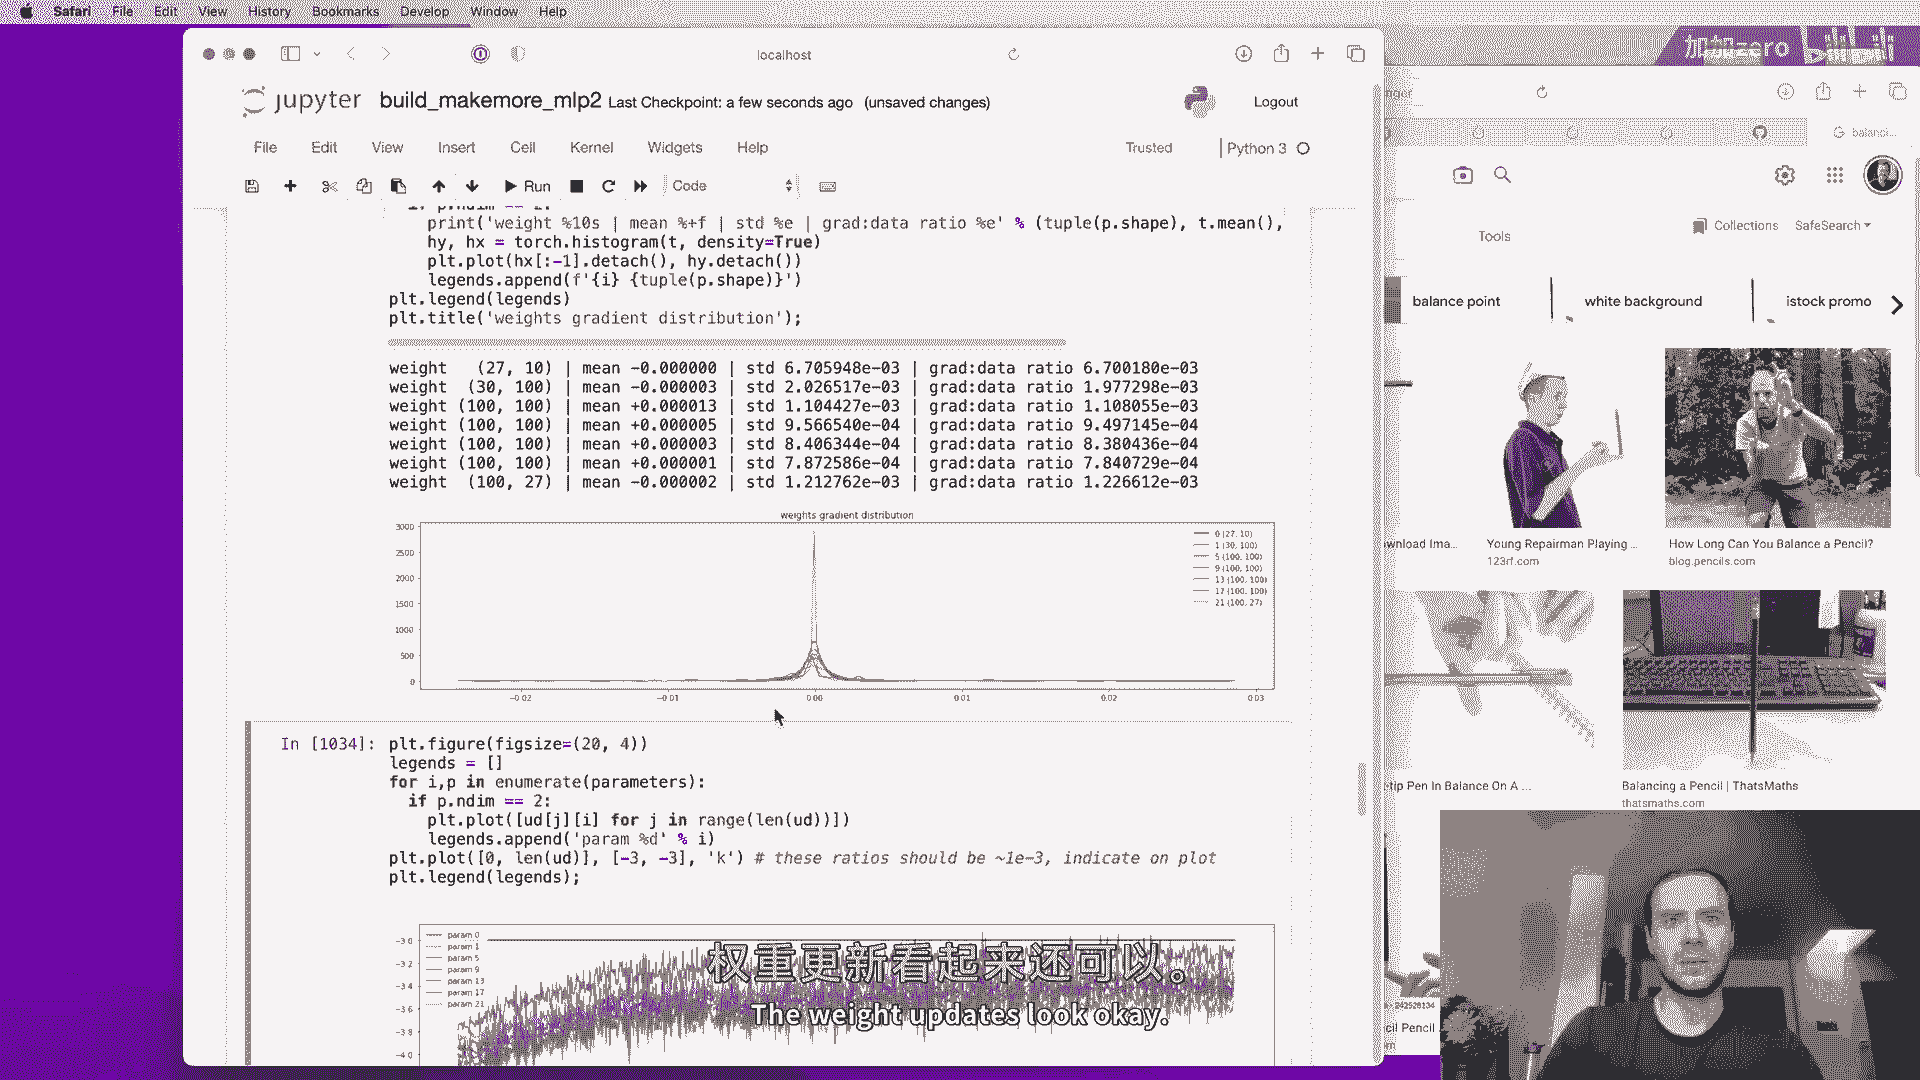 Safari File Edit View History Bookmarks Develop Window Help
加加zero bilibili
localhost
jupyter build_makemore_mlp2 Last Checkpoint: a few seconds ago (unsaved changes)
Logout
File Edit View Insert Cell Kernel Widgets Help
Trusted Python 3
Run Code
print('weight %10s | mean %+f | std %e | grad:data ratio %e' % (tuple(p.shape), t.mean(),
hy, hx = torch.histogram(t, density=True)
plt.plot(hx[:-1].detach(), hy.detach())
legends.append(f'{i} {tuple(p.shape)}')
plt.legend(legends)
plt.title('weights gradient distribution');
weight (27, 10) | mean -0.000000 | std 6.705948e-03 | grad:data ratio 6.700180e-03
weight (30, 100) | mean -0.000003 | std 2.026517e-03 | grad:data ratio 1.977298e-03
weight (100, 100) | mean +0.000013 | std 1.104427e-03 | grad:data ratio 1.108055e-03
weight (100, 100) | mean +0.000005 | std 9.566540e-04 | grad:data ratio 9.497145e-04
weight (100, 100) | mean +0.000003 | std 8.406344e-04 | grad:data ratio 8.380436e-04
weight (100, 100) | mean +0.000001 | std 7.872586e-04 | grad:data ratio 7.840729e-04
weight (100, 27) | mean -0.000002 | std 1.212762e-03 | grad:data ratio 1.226612e-03
weights gradient distribution
3000
2500
2000
1500
1000
500
0
−0.02 −0.01 0.00 0.01 0.02 0.03
0 (27, 10)
1 (30, 100)
5 (100, 100)
9 (100, 100)
13 (100, 100)
17 (100, 100)
21 (100, 27)
In [1034]: plt.figure(figsize=(20, 4))
legends = []
for i,p in enumerate(parameters):
if p.ndim == 2:
plt.plot([ud[j][i] for j in range(len(ud))])
legends.append('param %d' % i)
plt.plot([0, len(ud)], [-3, -3], 'k') # these ratios should be ~1e-3, indicate on plot
plt.legend(legends);
−3.0
−3.2
−3.4
−3.6
−3.8
−4.0
param 0
param 1
param 5
param 9
param 13
param 17
param 21
权重更新看起来还可以。
The weight updates look okay.
balanci...
Tools
Collections SafeSearch
balance point white background istock promo
wnload Ima...
Young Repairman Playing ...
123rf.com
How Long Can You Balance a Pencil?
blog.pencils.com
tip Pen In Balance On A ...
Balancing a Pencil | ThatsMaths
thatsmaths.com
242528134
cil Pencil